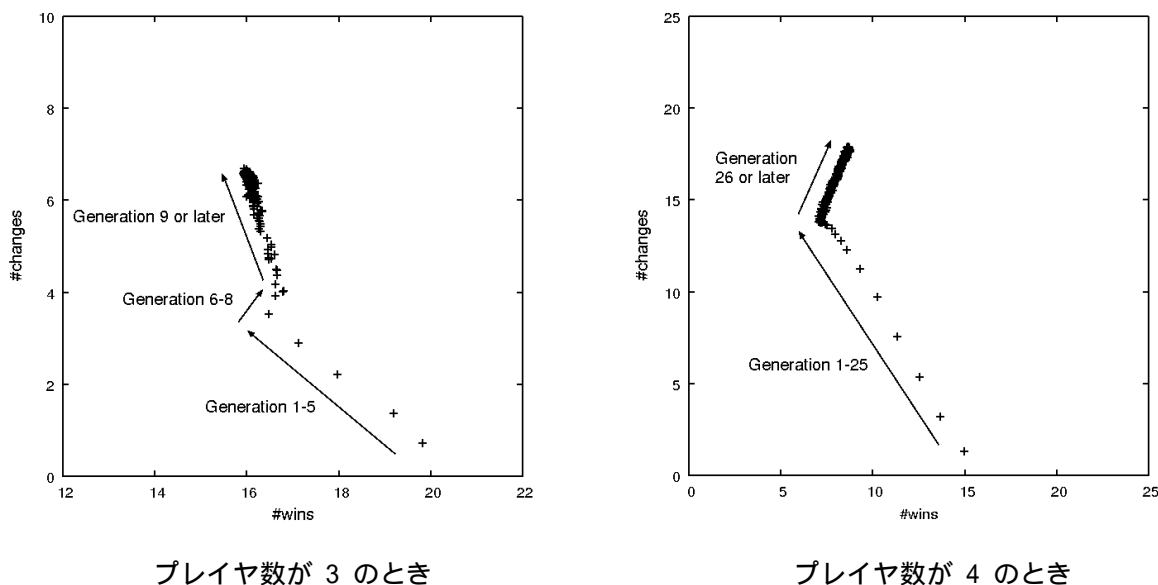 10
8
6
4
2
0
#changes
Generation 9 or later
Generation 6-8
Generation 1-5
12
14
16
18
20
22
#wins
プレイヤ数が 3 のとき
25
20
15
10
5
0
#changes
Generation
26 or later
Generation 1-25
0
5
10
15
20
25
#wins
プレイヤ数が 4 のとき